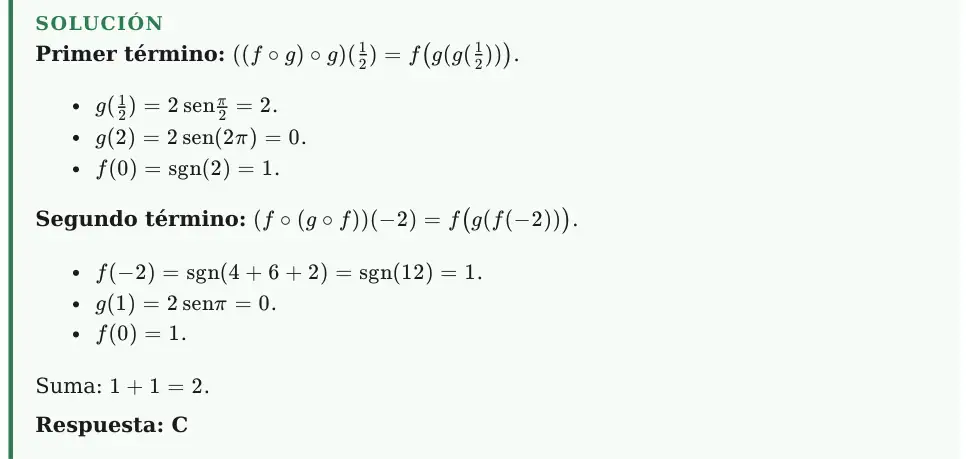 SOLUCIÓN
Primer término: ((f ∘ g) ∘ g)(1/2) = f(g(g(1/2))).
• g(1/2) = 2 sen π/2 = 2.
• g(2) = 2 sen(2π) = 0.
• f(0) = sgn(2) = 1.
Segundo término: (f ∘ (g ∘ f))(−2) = f(g(f(−2))).
• f(−2) = sgn(4 + 6 + 2) = sgn(12) = 1.
• g(1) = 2 senπ = 0.
• f(0) = 1.
Suma: 1 + 1 = 2.
Respuesta: C